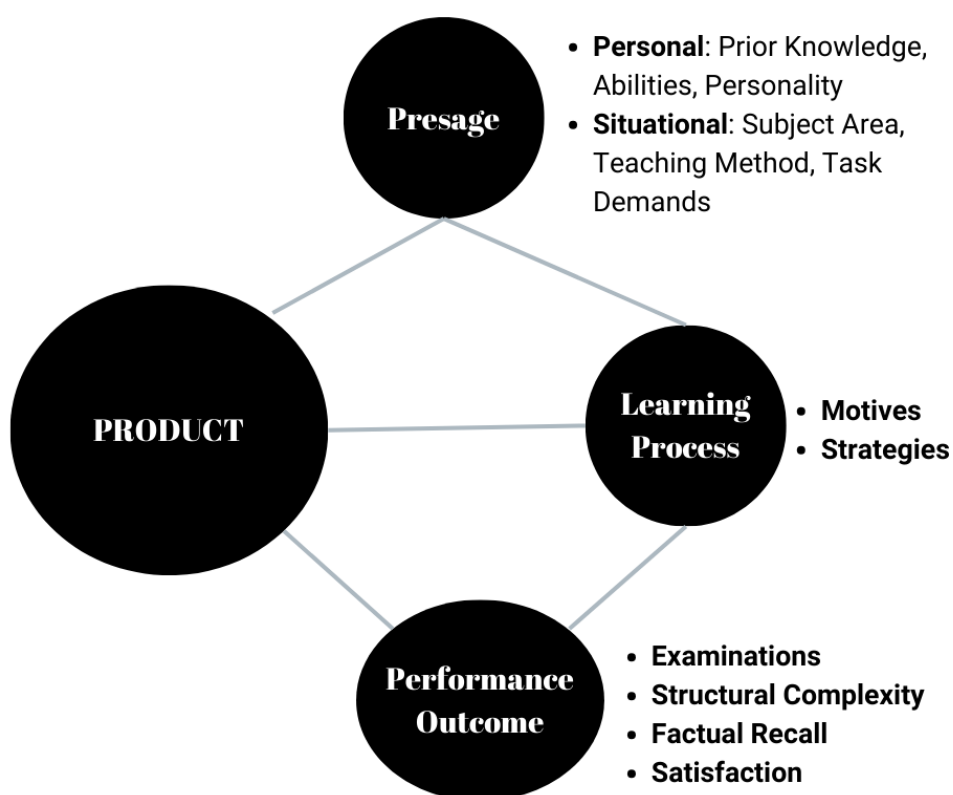 Presage
• Personal: Prior Knowledge,
Abilities, Personality
• Situational: Subject Area,
Teaching Method, Task
Demands
PRODUCT
Learning
Process
• Motives
• Strategies
Performance
Outcome
• Examinations
• Structural Complexity
• Factual Recall
• Satisfaction